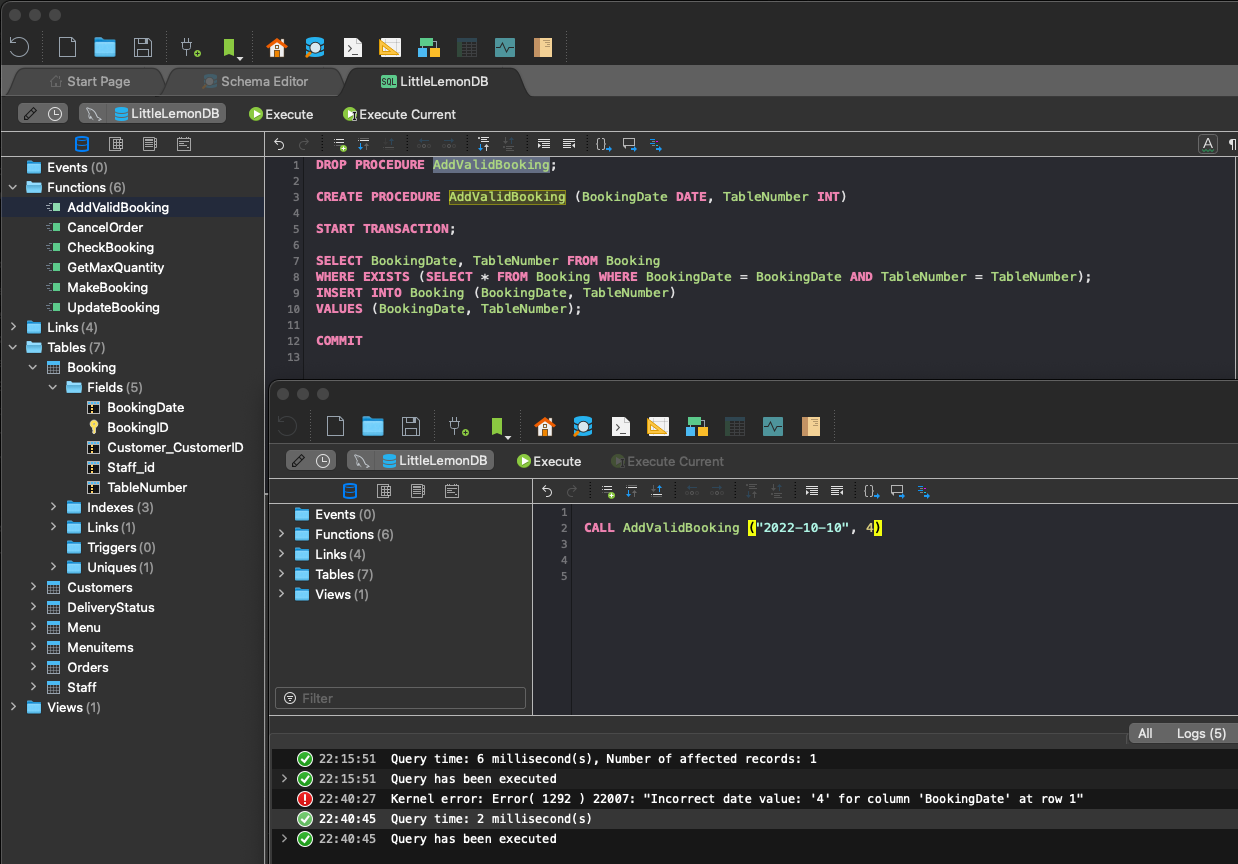 Start Page
Schema Editor
SQL LittleLemonDB
LittleLemonDB
Execute
Execute Current
A ¶
Events (0)
Functions (6)
AddValidBooking
CancelOrder
CheckBooking
GetMaxQuantity
MakeBooking
UpdateBooking
Links (4)
Tables (7)
Booking
Fields (5)
BookingDate
BookingID
Customer_CustomerID
Staff_id
TableNumber
Indexes (3)
Links (1)
Triggers (0)
Uniques (1)
Customers
DeliveryStatus
Menu
Menuitems
Orders
Staff
Views (1)
1 DROP PROCEDURE AddValidBooking;
2
3 CREATE PROCEDURE AddValidBooking (BookingDate DATE, TableNumber INT)
4
5 START TRANSACTION;
6
7 SELECT BookingDate, TableNumber FROM Booking
8 WHERE EXISTS (SELECT * FROM Booking WHERE BookingDate = BookingDate AND TableNumber = TableNumber);
9 INSERT INTO Booking (BookingDate, TableNumber)
10 VALUES (BookingDate, TableNumber);
11
12 COMMIT
13
LittleLemonDB
Execute
Execute Current
Events (0)
Functions (6)
Links (4)
Tables (7)
Views (1)
Filter
1
2 CALL AddValidBooking ("2022-10-10", 4)
3
4
5
All
Logs (5)
22:15:51 Query time: 6 millisecond(s), Number of affected records: 1
22:15:51 Query has been executed
22:40:27 Kernel error: Error( 1292 ) 22007: "Incorrect date value: '4' for column 'BookingDate' at row 1"
22:40:45 Query time: 2 millisecond(s)
22:40:45 Query has been executed